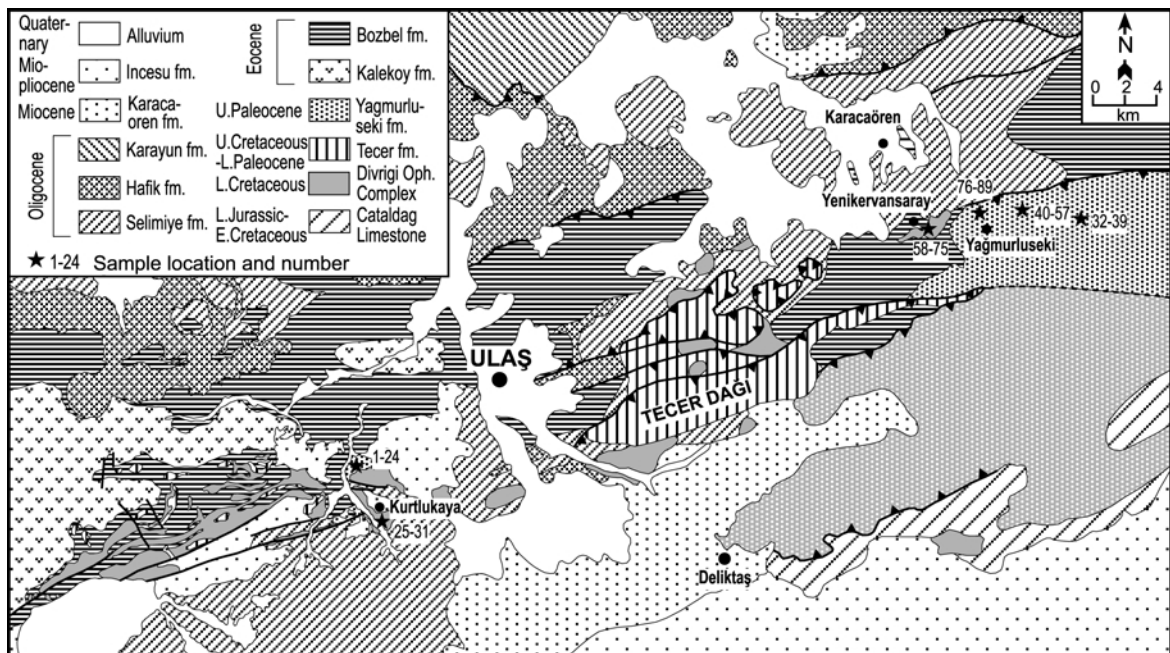 Quater-
nary
Alluvium
Mio-
pliocene
Incesu fm.
Miocene
Karaca-
oren fm.
Oligocene
Karayun fm.
Hafik fm.
Selimiye fm.
Eocene
Bozbel fm.
Kalekoy fm.
U.Paleocene
Yagmurlu-
seki fm.
U.Cretaceous
-L.Paleocene
Tecer fm.
L.Cretaceous
Divrigi Oph.
Complex
L.Jurassic-
E.Cretaceous
Cataldag
Limestone
1-24 Sample location and number
N
0 2 4
km
Karacaören
Yenikervansaray
76-89
40-57
32-39
58-75
Yağmurluseki
ULAŞ
TECER DAĞI
1-24
Kurtlukaya
25-31
Deliktaş